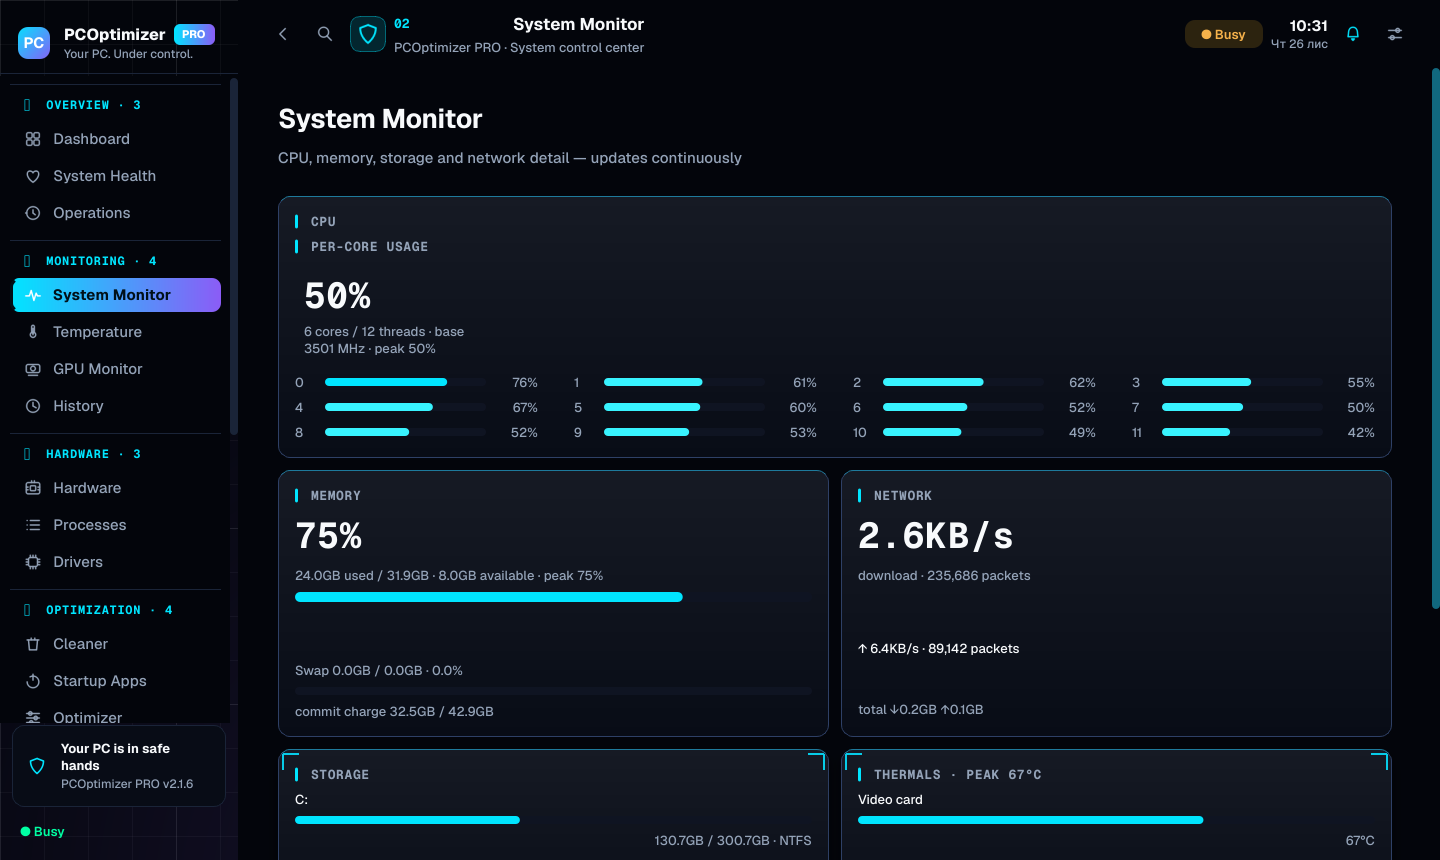 PC
PCOptimizer PRO
Your PC. Under control.
OVERVIEW · 3
Dashboard
System Health
Operations
MONITORING · 4
System Monitor
Temperature
GPU Monitor
History
HARDWARE · 3
Hardware
Processes
Drivers
OPTIMIZATION · 4
Cleaner
Startup Apps
Optimizer
Your PC is in safe
hands
PCOptimizer PRO v2.1.6
Busy
02
System Monitor
PCOptimizer PRO · System control center
Busy
10:31
Чт 26 лис
System Monitor
CPU, memory, storage and network detail — updates continuously
CPU
PER-CORE USAGE
50%
6 cores / 12 threads · base
3501 MHz · peak 50%
0 76% 1 61% 2 62% 3 55%
4 67% 5 60% 6 52% 7 50%
8 52% 9 53% 10 49% 11 42%
MEMORY
75%
24.0GB used / 31.9GB · 8.0GB available · peak 75%
Swap 0.0GB / 0.0GB · 0.0%
commit charge 32.5GB / 42.9GB
NETWORK
2.6KB/s
download · 235,686 packets
↑ 6.4KB/s · 89,142 packets
total ↓0.2GB ↑0.1GB
STORAGE
C:
130.7GB / 300.7GB · NTFS
THERMALS · PEAK 67°C
Video card
67°C